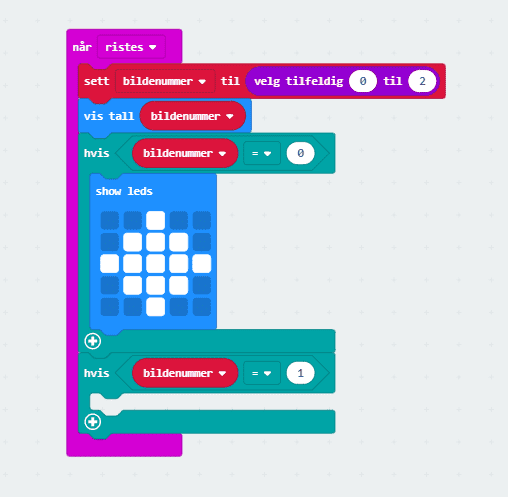 når ristes
sett bildenummer til velg tilfeldig 0 til 2
vis tall bildenummer
hvis bildenummer = 0
show leds
hvis bildenummer = 1